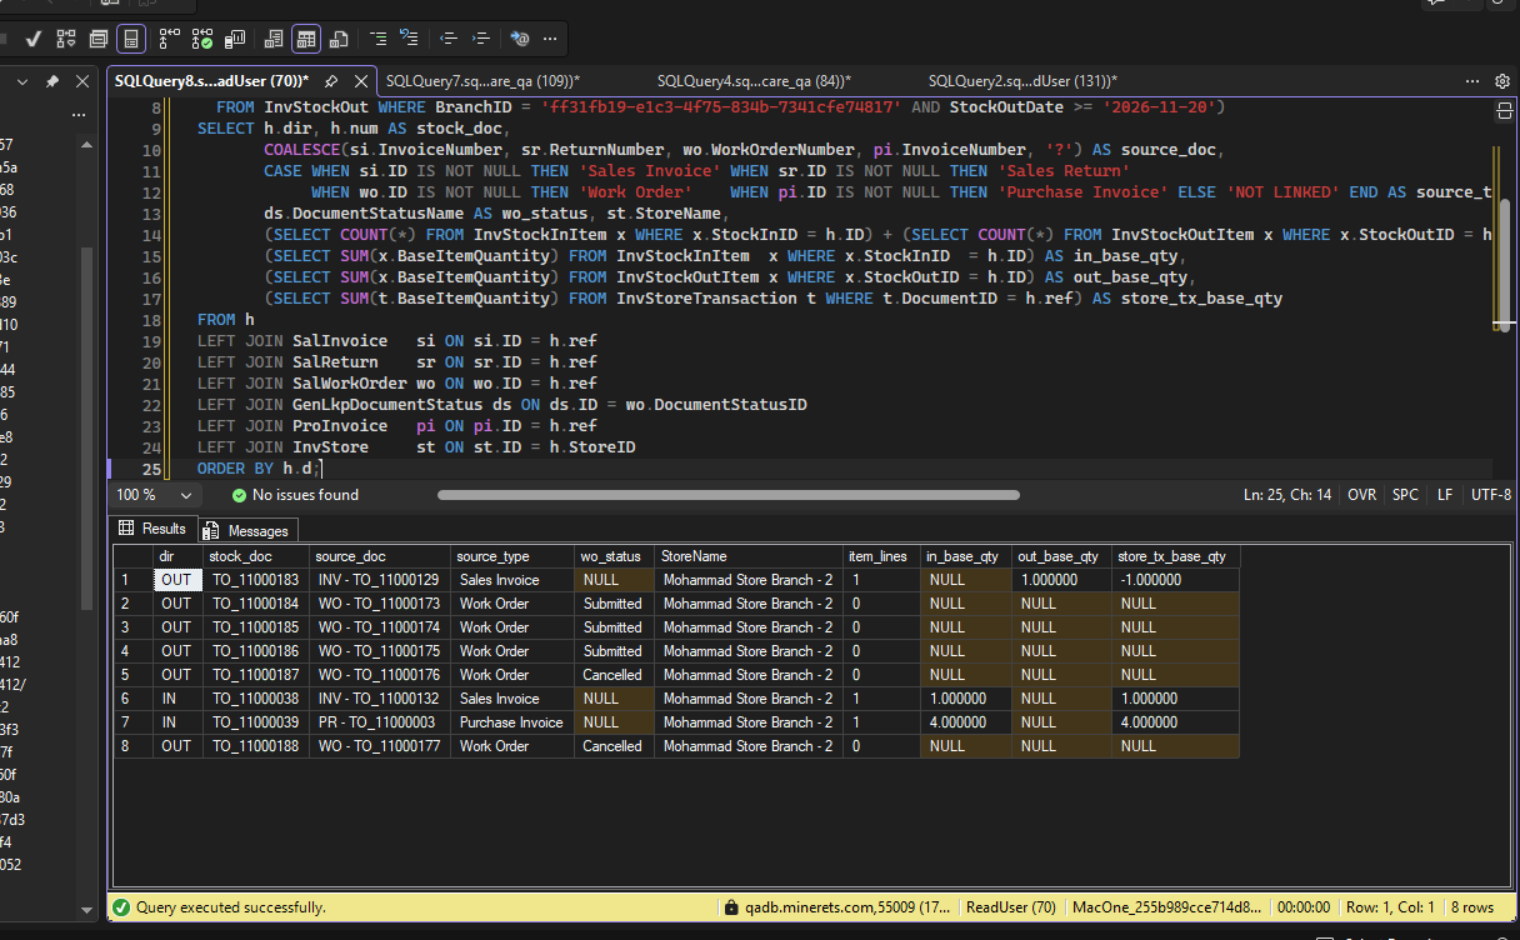 SQLQuery8.s...adUser (70))*
SQLQuery7.sq...are_qa (109))*
SQLQuery4.sq...care_qa (84))*
SQLQuery2.sq...dUser (131))*
8 FROM InvStockOut WHERE BranchID = 'ff31fb19-e1c3-4f75-834b-7341cfe74817' AND StockOutDate >= '2026-11-20')
9 SELECT h.dir, h.num AS stock_doc,
10 COALESCE(si.InvoiceNumber, sr.ReturnNumber, wo.WorkOrderNumber, pi.InvoiceNumber, '?') AS source_doc,
11 CASE WHEN si.ID IS NOT NULL THEN 'Sales Invoice' WHEN sr.ID IS NOT NULL THEN 'Sales Return'
12 WHEN wo.ID IS NOT NULL THEN 'Work Order' WHEN pi.ID IS NOT NULL THEN 'Purchase Invoice' ELSE 'NOT LINKED' END AS source_t
13 ds.DocumentStatusName AS wo_status, st.StoreName,
14 (SELECT COUNT(*) FROM InvStockInItem x WHERE x.StockInID = h.ID) + (SELECT COUNT(*) FROM InvStockOutItem x WHERE x.StockOutID = h
15 (SELECT SUM(x.BaseItemQuantity) FROM InvStockInItem x WHERE x.StockInID = h.ID) AS in_base_qty,
16 (SELECT SUM(x.BaseItemQuantity) FROM InvStockOutItem x WHERE x.StockOutID = h.ID) AS out_base_qty,
17 (SELECT SUM(t.BaseItemQuantity) FROM InvStoreTransaction t WHERE t.DocumentID = h.ref) AS store_tx_base_qty
18 FROM h
19 LEFT JOIN SalInvoice si ON si.ID = h.ref
20 LEFT JOIN SalReturn sr ON sr.ID = h.ref
21 LEFT JOIN SalWorkOrder wo ON wo.ID = h.ref
22 LEFT JOIN GenLkpDocumentStatus ds ON ds.ID = wo.DocumentStatusID
23 LEFT JOIN ProInvoice pi ON pi.ID = h.ref
24 LEFT JOIN InvStore st ON st.ID = h.StoreID
25 ORDER BY h.d;
100 % No issues found Ln: 25, Ch: 14 OVR SPC LF UTF-8
Results Messages
dir stock_doc source_doc source_type wo_status StoreName item_lines in_base_qty out_base_qty store_tx_base_qty
1 OUT TO_11000183 INV - TO_11000129 Sales Invoice NULL Mohammad Store Branch - 2 1 NULL 1.000000 -1.000000
2 OUT TO_11000184 WO - TO_11000173 Work Order Submitted Mohammad Store Branch - 2 0 NULL NULL NULL
3 OUT TO_11000185 WO - TO_11000174 Work Order Submitted Mohammad Store Branch - 2 0 NULL NULL NULL
4 OUT TO_11000186 WO - TO_11000175 Work Order Submitted Mohammad Store Branch - 2 0 NULL NULL NULL
5 OUT TO_11000187 WO - TO_11000176 Work Order Cancelled Mohammad Store Branch - 2 0 NULL NULL NULL
6 IN TO_11000038 INV - TO_11000132 Sales Invoice NULL Mohammad Store Branch - 2 1 1.000000 NULL 1.000000
7 IN TO_11000039 PR - TO_11000003 Purchase Invoice NULL Mohammad Store Branch - 2 1 4.000000 NULL 4.000000
8 OUT TO_11000188 WO - TO_11000177 Work Order Cancelled Mohammad Store Branch - 2 0 NULL NULL NULL
Query executed successfully. qadb.minerets.com,55009 (17... ReadUser (70) MacOne_255b989cce714d8... 00:00:00 Row: 1, Col: 1 8 rows